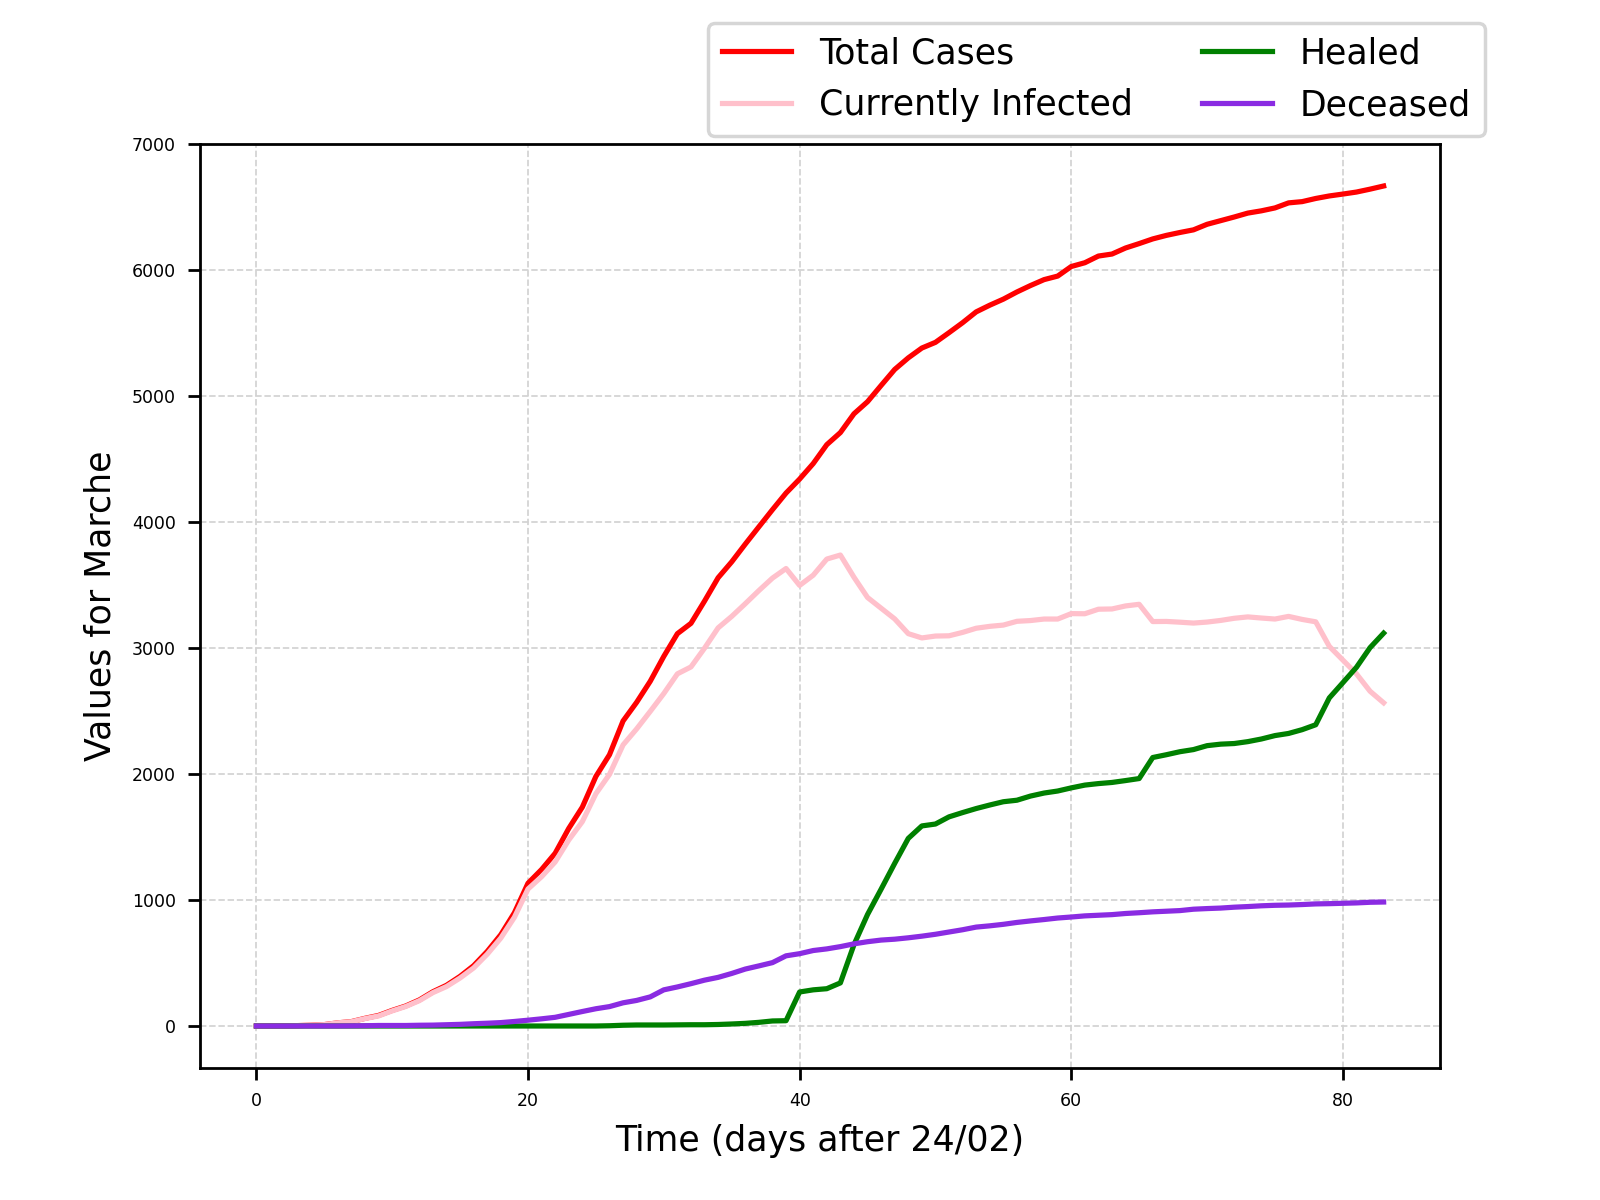 Total Cases
Currently Infected
Healed
Deceased
7000
6000
5000
4000
3000
2000
1000
0
Values for Marche
0 20 40 60 80
Time (days after 24/02)